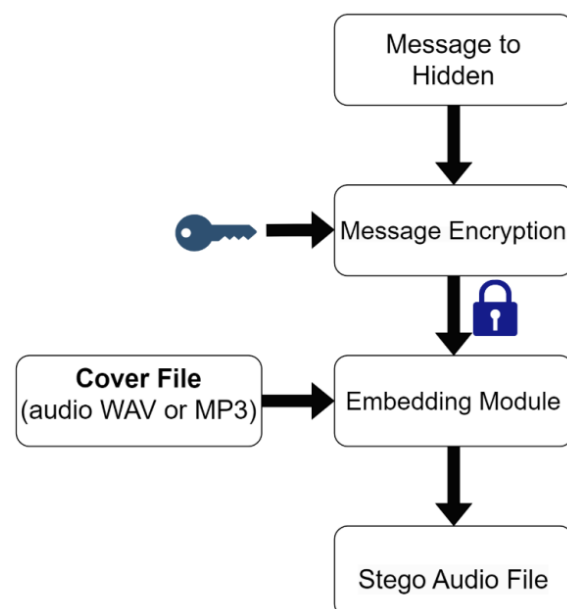 Message to
Hidden
Message Encryption
Cover File
(audio WAV or MP3)
Embedding Module
Stego Audio File